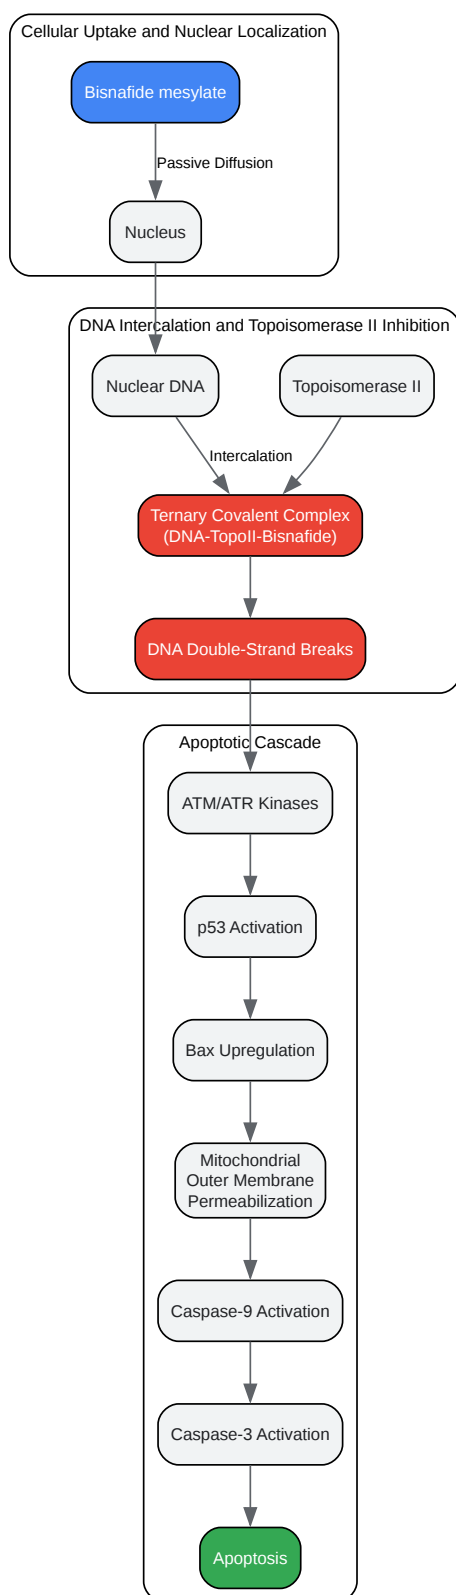 Cellular Uptake and Nuclear Localization
Bisnafide mesylate
Passive Diffusion
Nucleus
DNA Intercalation and Topoisomerase II Inhibition
Nuclear DNA
Topoisomerase II
Intercalation
Ternary Covalent Complex
(DNA-TopoII-Bisnafide)
DNA Double-Strand Breaks
Apoptotic Cascade
ATM/ATR Kinases
p53 Activation
Bax Upregulation
Mitochondrial
Outer Membrane
Permeabilization
Caspase-9 Activation
Caspase-3 Activation
Apoptosis